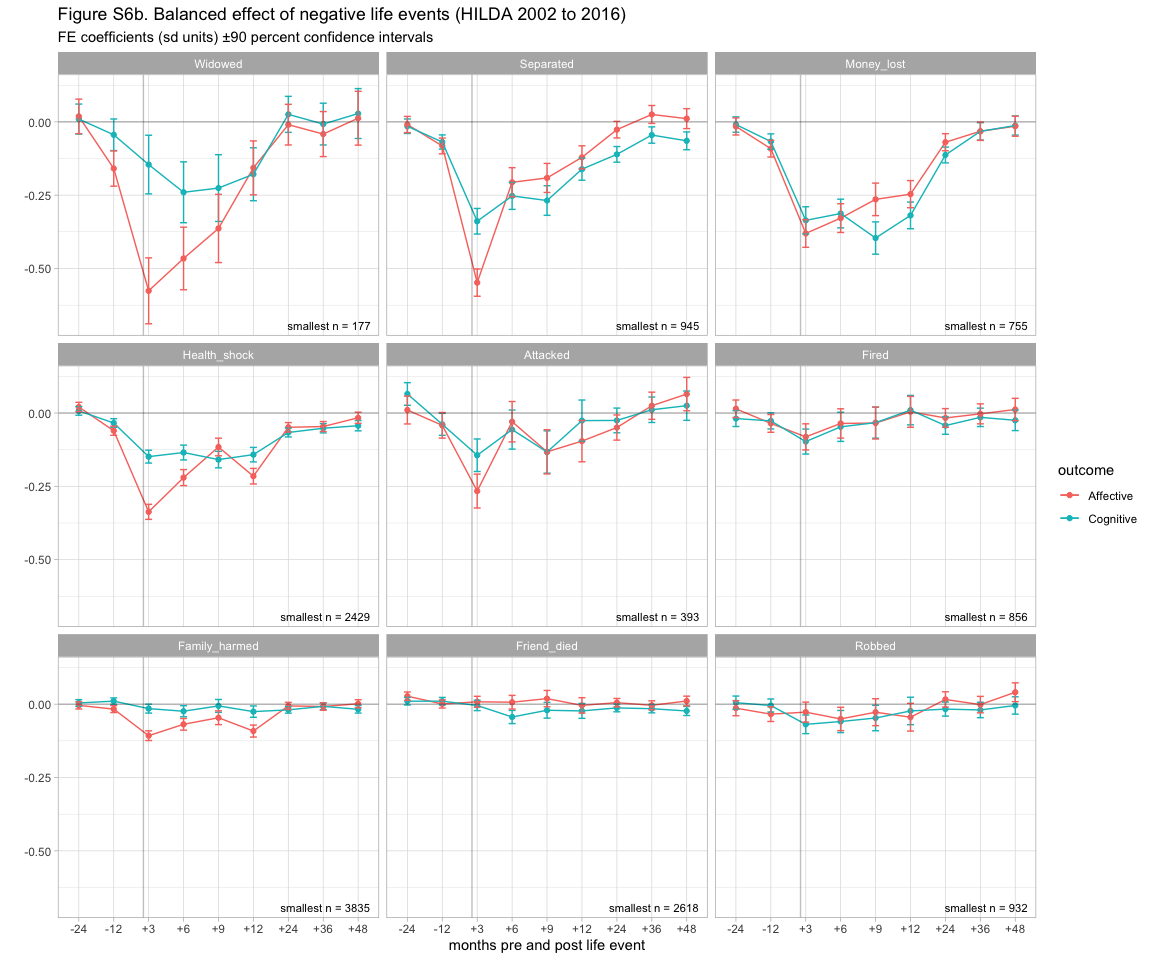 Figure S6b. Balanced effect of negative life events (HILDA 2002 to 2016)
FE coefficients (sd units) ±90 percent confidence intervals
Widowed Separated Money_lost
0.00
-0.25
-0.50
smallest n = 177 smallest n = 945 smallest n = 755
Health_shock Attacked Fired
0.00
-0.25
-0.50
smallest n = 2429 smallest n = 393 smallest n = 856
outcome
Affective
Cognitive
Family_harmed Friend_died Robbed
0.00
-0.25
-0.50
smallest n = 3835 smallest n = 2618 smallest n = 932
-24 -12 +3 +6 +9 +12 +24 +36 +48 -24 -12 +3 +6 +9 +12 +24 +36 +48 -24 -12 +3 +6 +9 +12 +24 +36 +48
months pre and post life event